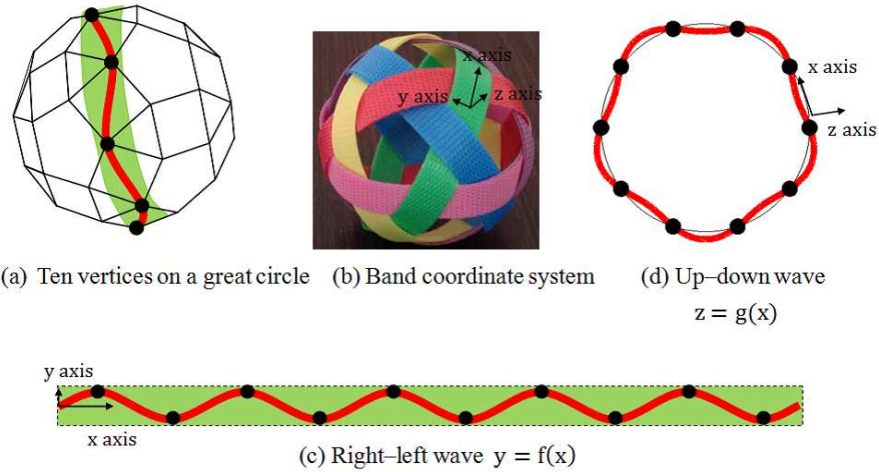 x axis
y axis
z axis
x axis
z axis
(a) Ten vertices on a great circle
(b) Band coordinate system
(d) Up–down wave
z = g(x)
y axis
x axis
(c) Right–left wave y = f(x)